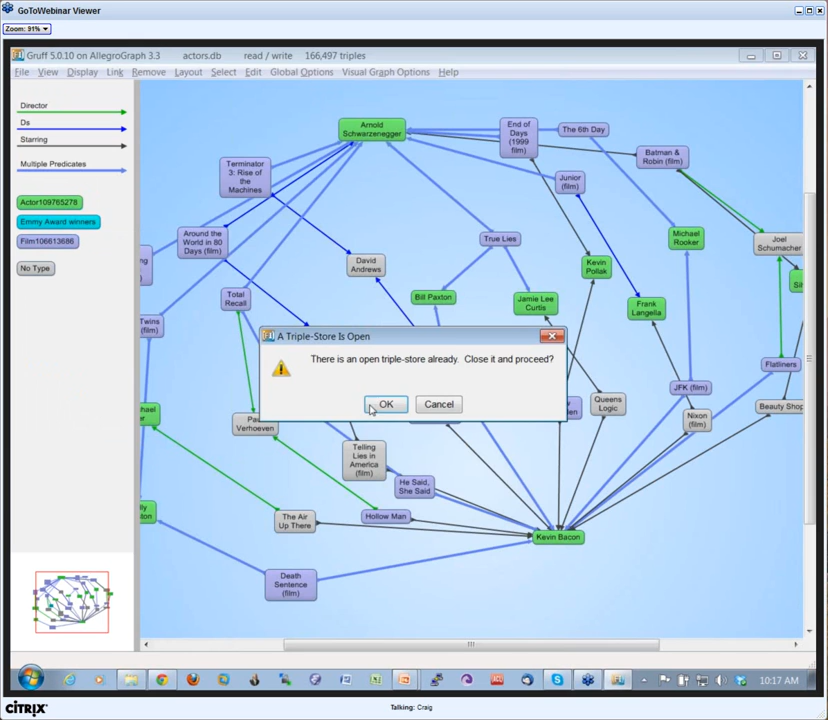 GoToWebinar Viewer
Zoom: 91%
Gruff 5.0.10 on AllegroGraph 3.3 actors.db read / write 166,497 triples
File View Display Link Remove Layout Select Edit Global Options Visual Graph Options Help
Director
Ds
Starring
Multiple Predicates
Actor109765278
Emmy Award winners
Film106613686
No Type
Arnold
Schwarzenegger
End of
Days
(1999
film)
The 6th Day
Batman &
Robin (film)
Terminator
3: Rise of
the
Machines
Junior
(film)
Around the
World in 80
Days (film)
True Lies
Michael
Rooker
Joel
Schumacher
David
Andrews
Kevin
Pollak
Total
Recall
Bill Paxton
Jamie Lee
Curtis
Frank
Langella
Twins
(film)
A Triple-Store Is Open
There is an open triple-store already. Close it and proceed?
OK Cancel
Flatliners
JFK (film)
Queens
Logic
Beauty Shop
Nixon
(film)
Verhoeven
Telling
Lies in
America
(film)
He Said,
She Said
The Air
Up There
Hollow Man
Kevin Bacon
Death
Sentence
(film)
10:17 AM
CITRIX
Talking: Craig